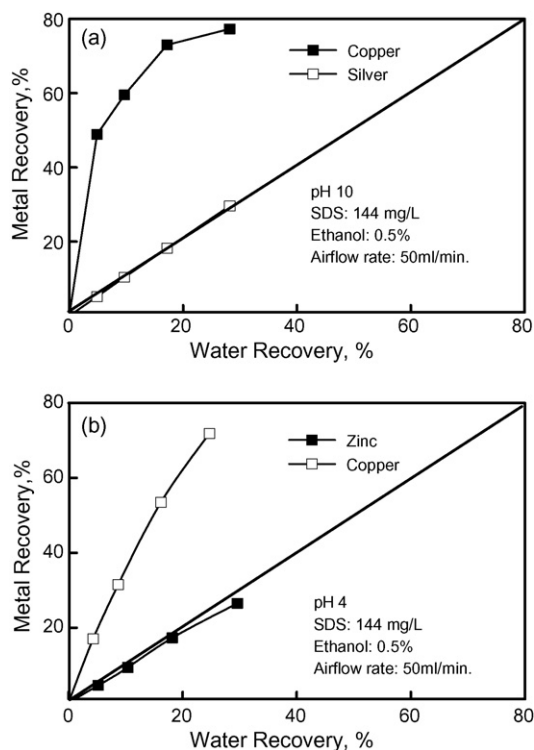 (a)
Copper
Silver
Metal Recovery,%
80
60
40
20
pH 10
SDS: 144 mg/L
Ethanol: 0.5%
Airflow rate: 50ml/min.
0 20 40 60 80
Water Recovery, %
(b)
Zinc
Copper
Metal Recovery,%
80
60
40
20
pH 4
SDS: 144 mg/L
Ethanol: 0.5%
Airflow rate: 50ml/min.
0 20 40 60 80
Water Recovery, %